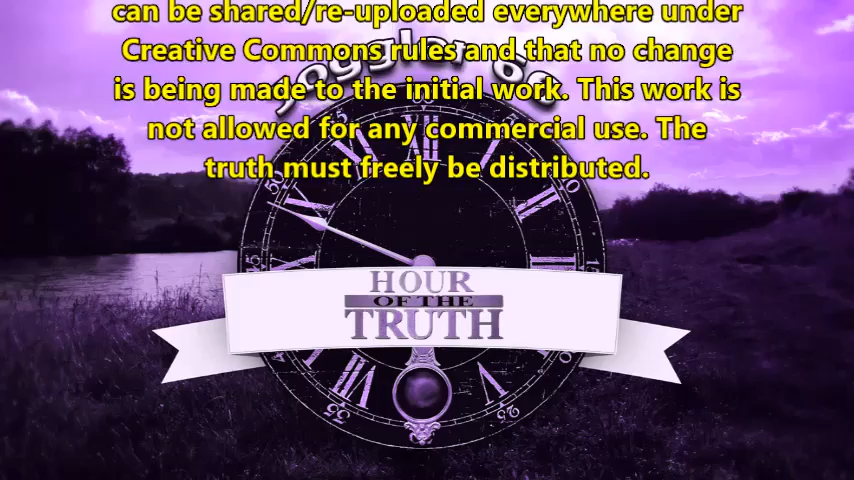 can be shared/re-uploaded everywhere under
Creative Commons rules and that no change
is being made to the initial work. This work is
not allowed for any commercial use. The
truth must freely be distributed.
HOUR
OF THE
TRUTH